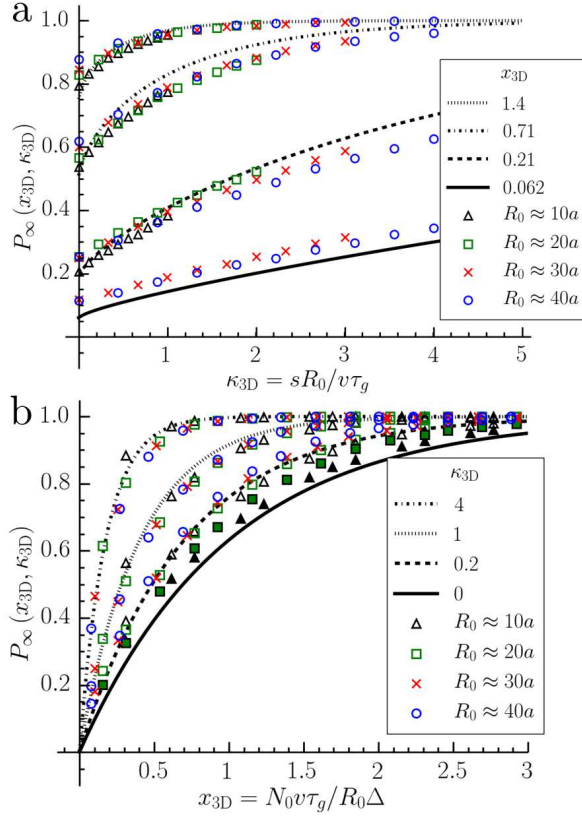 a
P∞(x3D, κ3D)
1.0
0.8
0.6
0.4
0.2
1
2
3
4
5
κ3D = sR0/vτg
x3D
1.4
0.71
0.21
0.062
R0 ≈ 10a
R0 ≈ 20a
R0 ≈ 30a
R0 ≈ 40a
b
P∞(x3D, κ3D)
1.0
0.8
0.6
0.4
0.2
0.5
1
1.5
2
2.5
3
x3D = N0vτg/R0Δ
κ3D
4
1
0.2
0
R0 ≈ 10a
R0 ≈ 20a
R0 ≈ 30a
R0 ≈ 40a